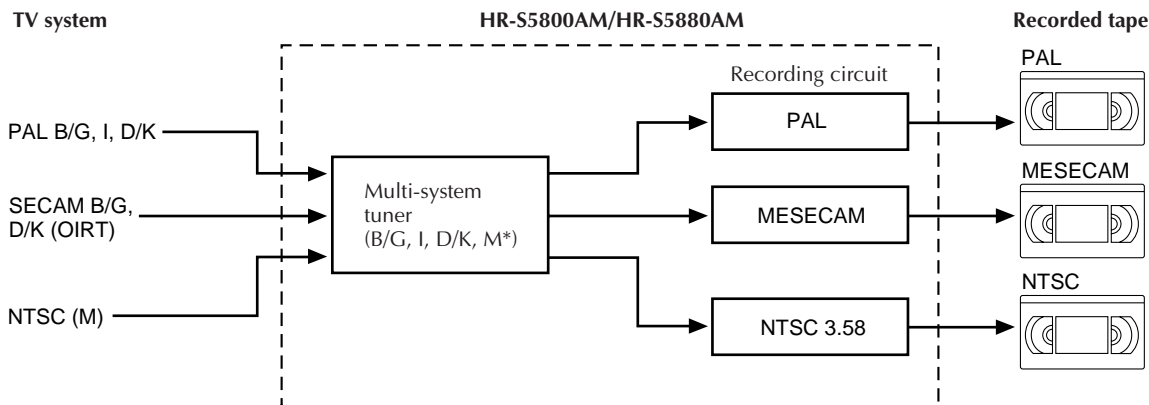 TV system
HR-S5800AM/HR-S5880AM
Recorded tape
PAL B/G, I, D/K
SECAM B/G,
D/K (OIRT)
NTSC (M)
Multi-system
tuner
(B/G, I, D/K, M*)
Recording circuit
PAL
MESECAM
NTSC 3.58
PAL
MESECAM
NTSC